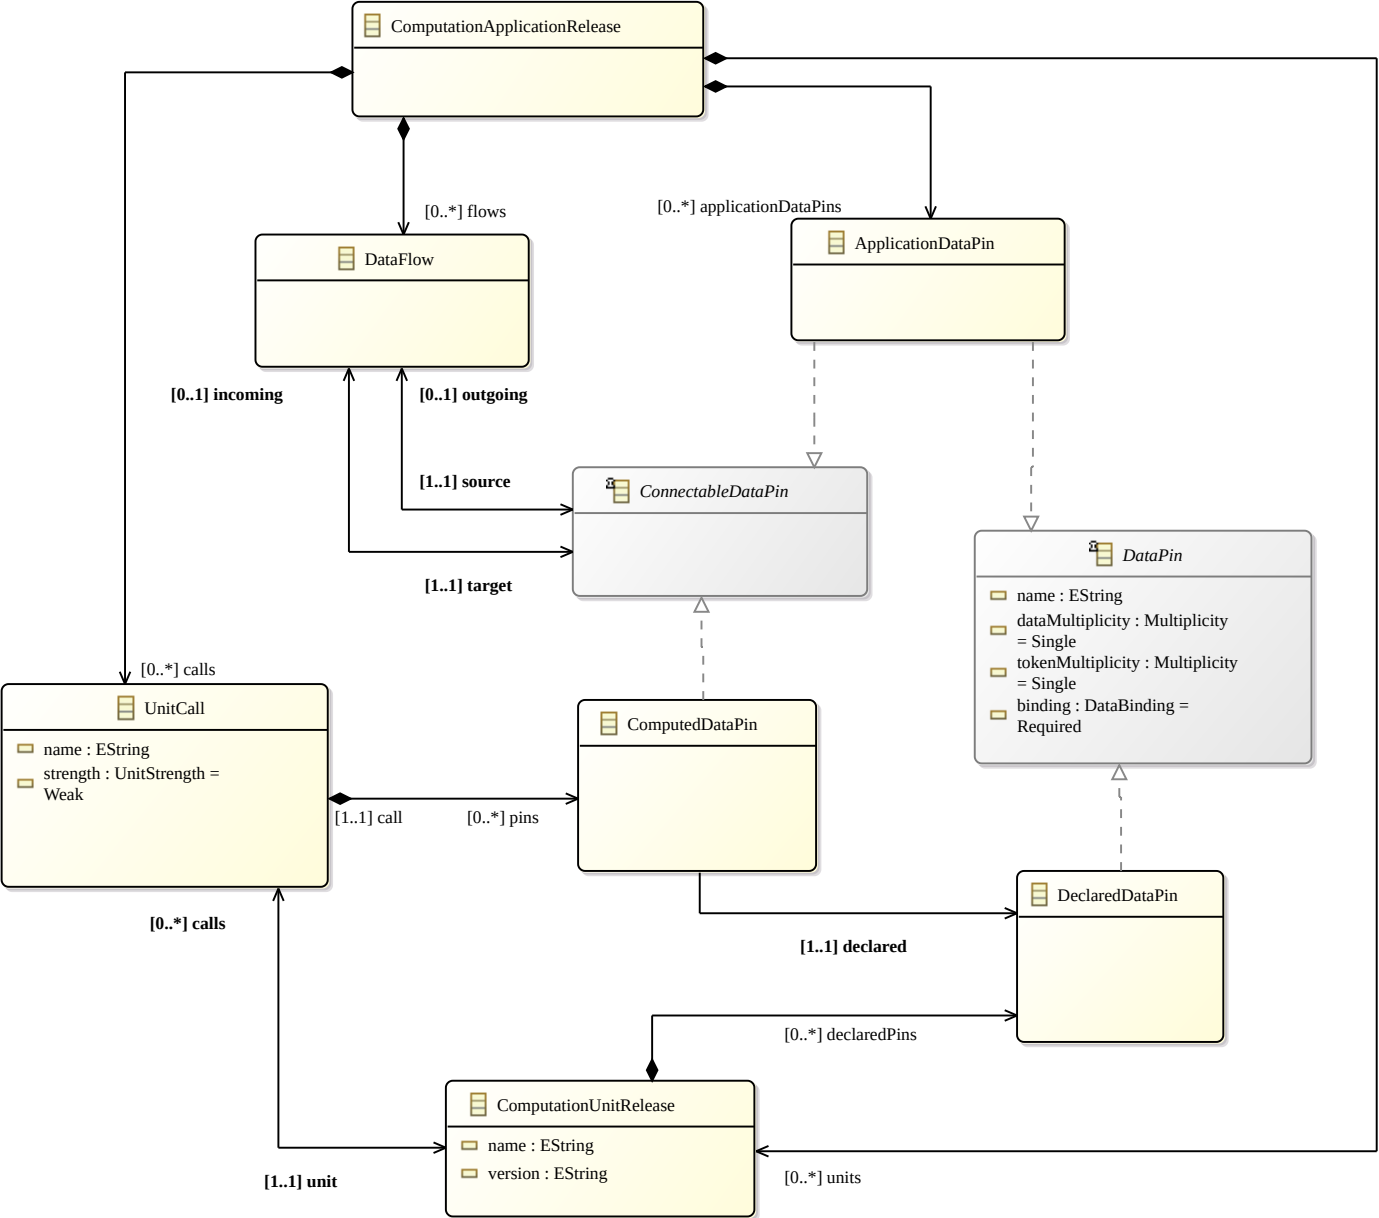 ComputationApplicationRelease
[0..*] flows
[0..*] applicationDataPins
DataFlow
ApplicationDataPin
[0..1] incoming
[0..1] outgoing
[1..1] source
ConnectableDataPin
[1..1] target
DataPin
name : EString
dataMultiplicity : Multiplicity
= Single
tokenMultiplicity : Multiplicity
= Single
binding : DataBinding =
Required
[0..*] calls
UnitCall
name : EString
strength : UnitStrength =
Weak
[1..1] call
[0..*] pins
ComputedDataPin
[0..*] calls
[1..1] declared
DeclaredDataPin
[0..*] declaredPins
ComputationUnitRelease
name : EString
version : EString
[1..1] unit
[0..*] units